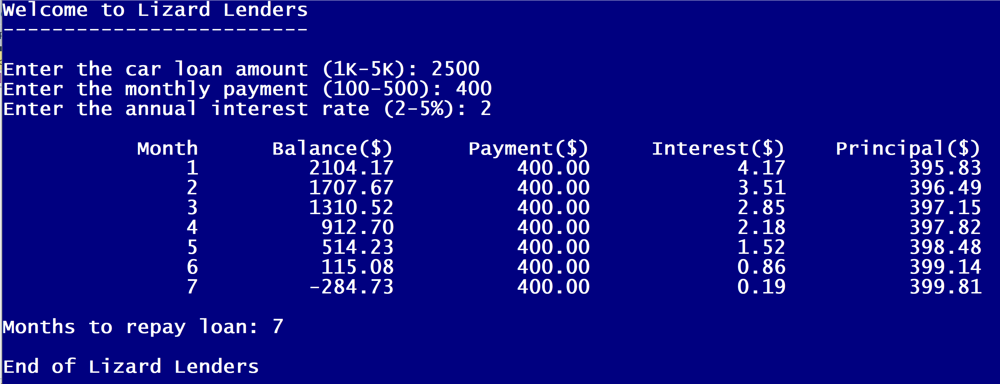 Welcome to Lizard Lenders
-------------------------
Enter the car loan amount (1K-5K): 2500
Enter the monthly payment (100-500): 400
Enter the annual interest rate (2-5%): 2
Month Balance($) Payment($) Interest($) Principal($)
1 2104.17 400.00 4.17 395.83
2 1707.67 400.00 3.51 396.49
3 1310.52 400.00 2.85 397.15
4 912.70 400.00 2.18 397.82
5 514.23 400.00 1.52 398.48
6 115.08 400.00 0.86 399.14
7 -284.73 400.00 0.19 399.81
Months to repay loan: 7
End of Lizard Lenders